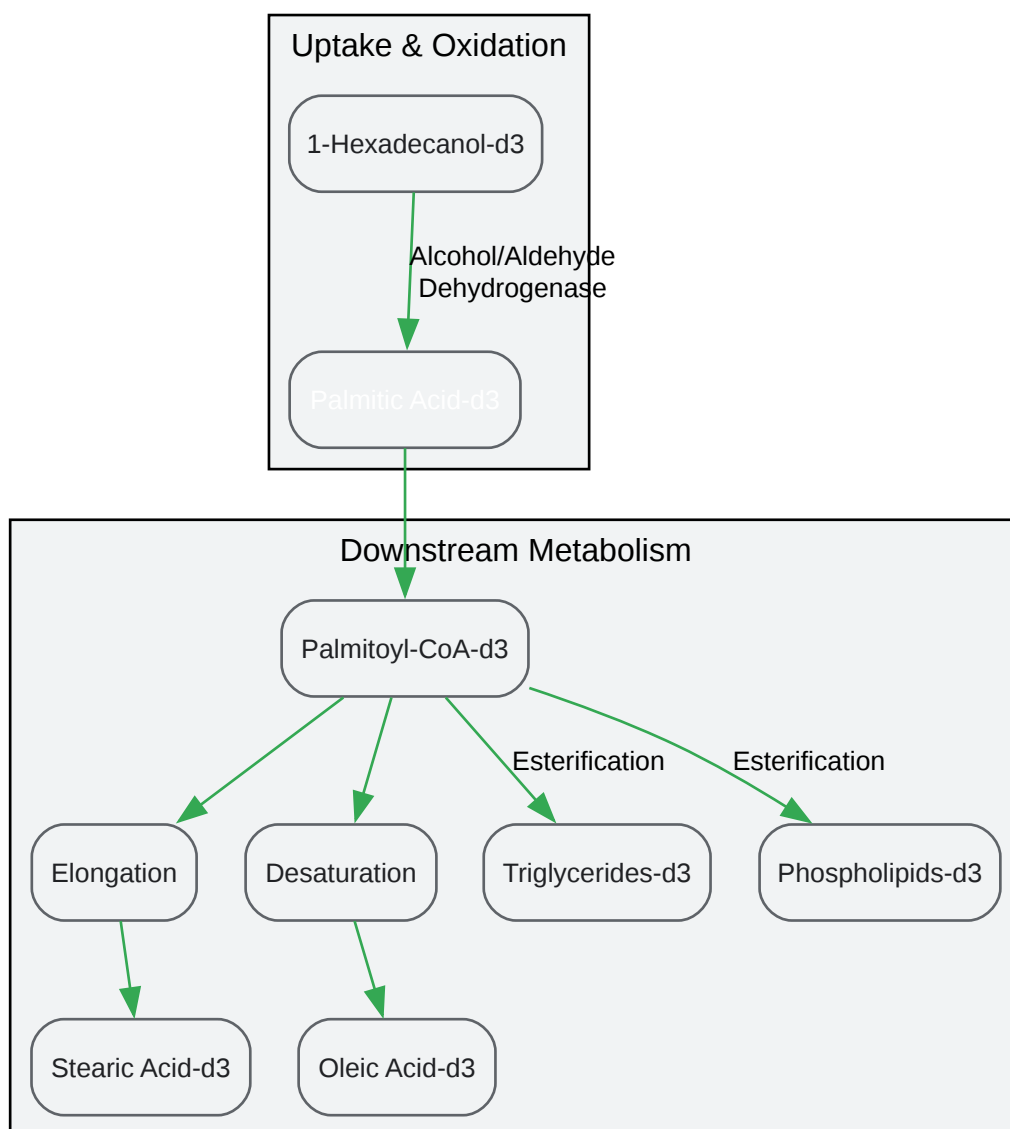 Uptake & Oxidation
1-Hexadecanol-d3
Alcohol/Aldehyde
Dehydrogenase
Palmitic Acid-d3
Downstream Metabolism
Palmitoyl-CoA-d3
Esterification
Esterification
Elongation
Desaturation
Triglycerides-d3
Phospholipids-d3
Stearic Acid-d3
Oleic Acid-d3